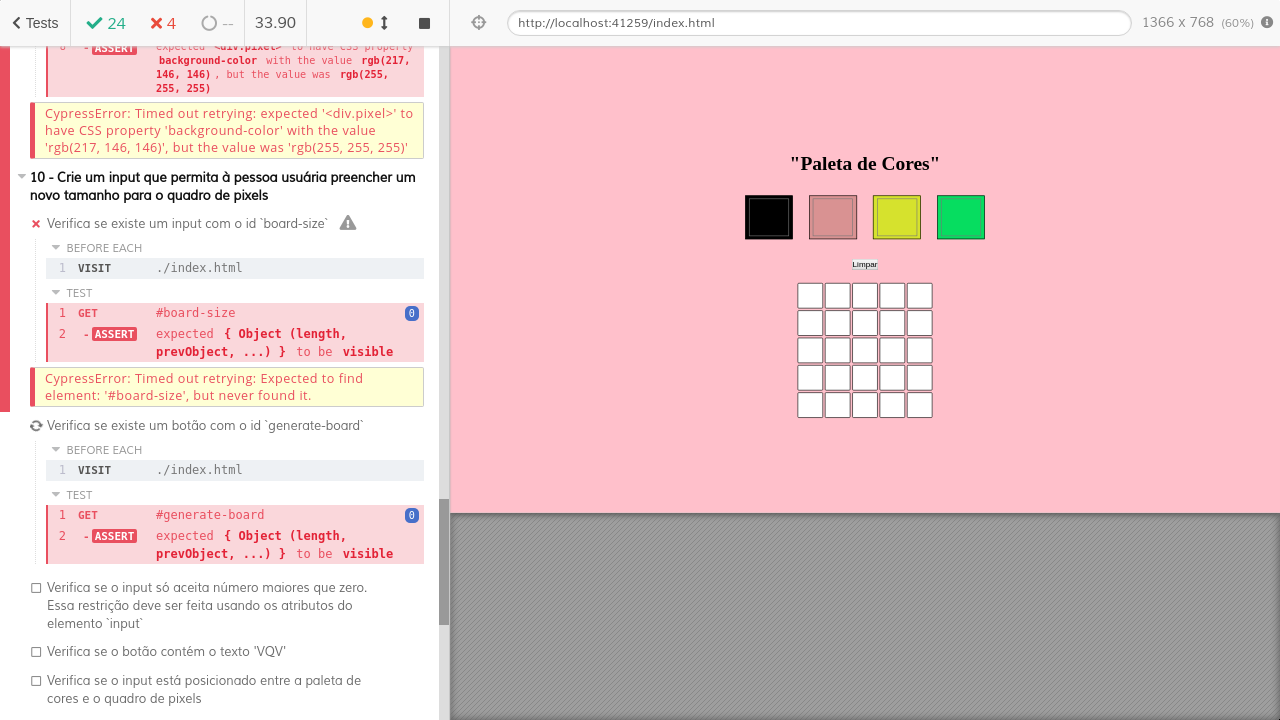 Tests
24
4
--
33.90
http://localhost:41259/index.html
1366 x 768 (60%)
6 -ASSERT expected <div.pixel> to have CSS property
background-color with the value rgb(217,
146, 146), but the value was rgb(255,
255, 255)
CypressError: Timed out retrying: expected '<div.pixel>' to
have CSS property 'background-color' with the value
'rgb(217, 146, 146)', but the value was 'rgb(255, 255, 255)'
10 - Crie um input que permita à pessoa usuária preencher um
novo tamanho para o quadro de pixels
Verifica se existe um input com o id `board-size`
BEFORE EACH
1 VISIT ./index.html
TEST
1 GET #board-size 0
2 -ASSERT expected { Object (length,
prevObject, ...) } to be visible
CypressError: Timed out retrying: Expected to find
element: '#board-size', but never found it.
Verifica se existe um botão com o id `generate-board`
BEFORE EACH
1 VISIT ./index.html
TEST
1 GET #generate-board 0
2 -ASSERT expected { Object (length,
prevObject, ...) } to be visible
Verifica se o input só aceita número maiores que zero.
Essa restrição deve ser feita usando os atributos do
elemento `input`
Verifica se o botão contém o texto 'VQV'
Verifica se o input está posicionado entre a paleta de
cores e o quadro de pixels
"Paleta de Cores"
Limpar